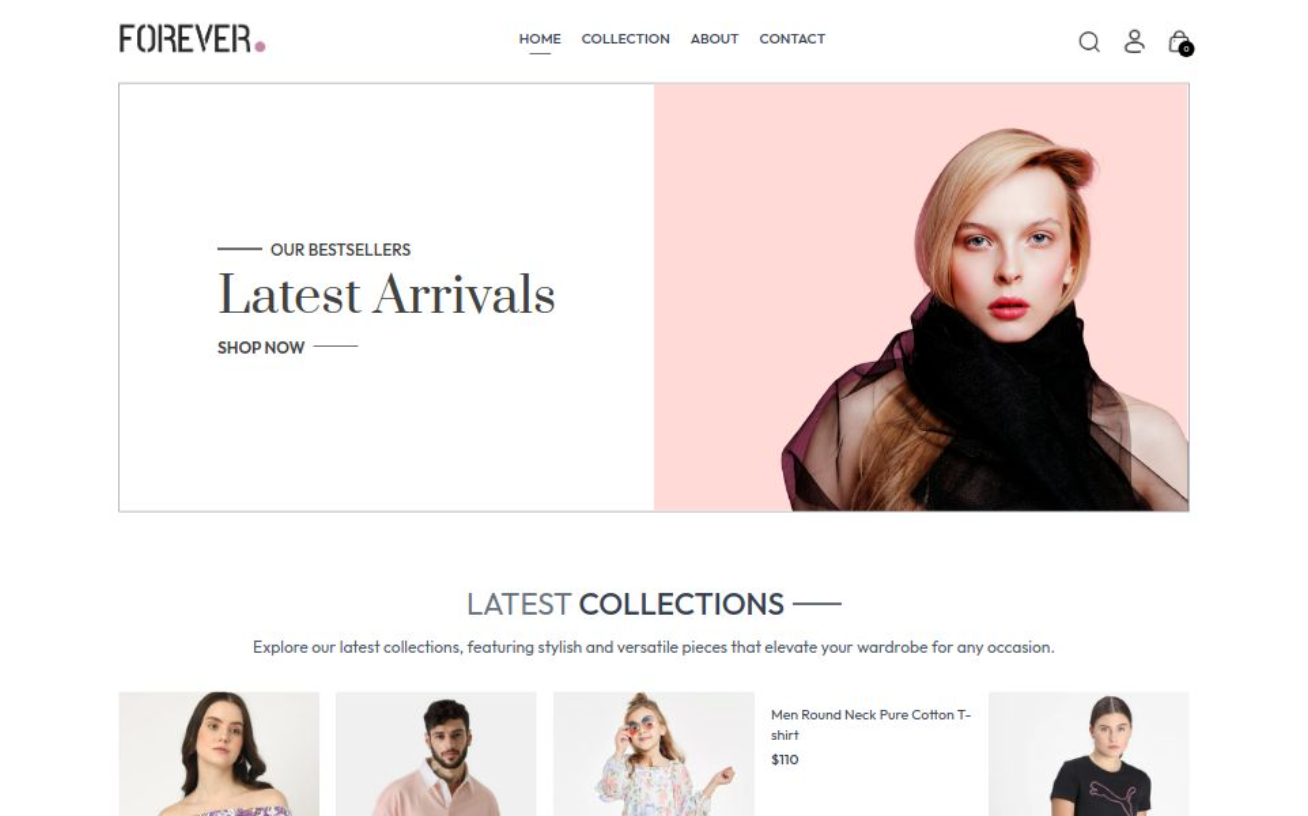 FOREVER.
HOME COLLECTION ABOUT CONTACT
0
OUR BESTSELLERS
Latest Arrivals
SHOP NOW
LATEST COLLECTIONS
Explore our latest collections, featuring stylish and versatile pieces that elevate your wardrobe for any occasion.
Men Round Neck Pure Cotton T-
shirt
$110